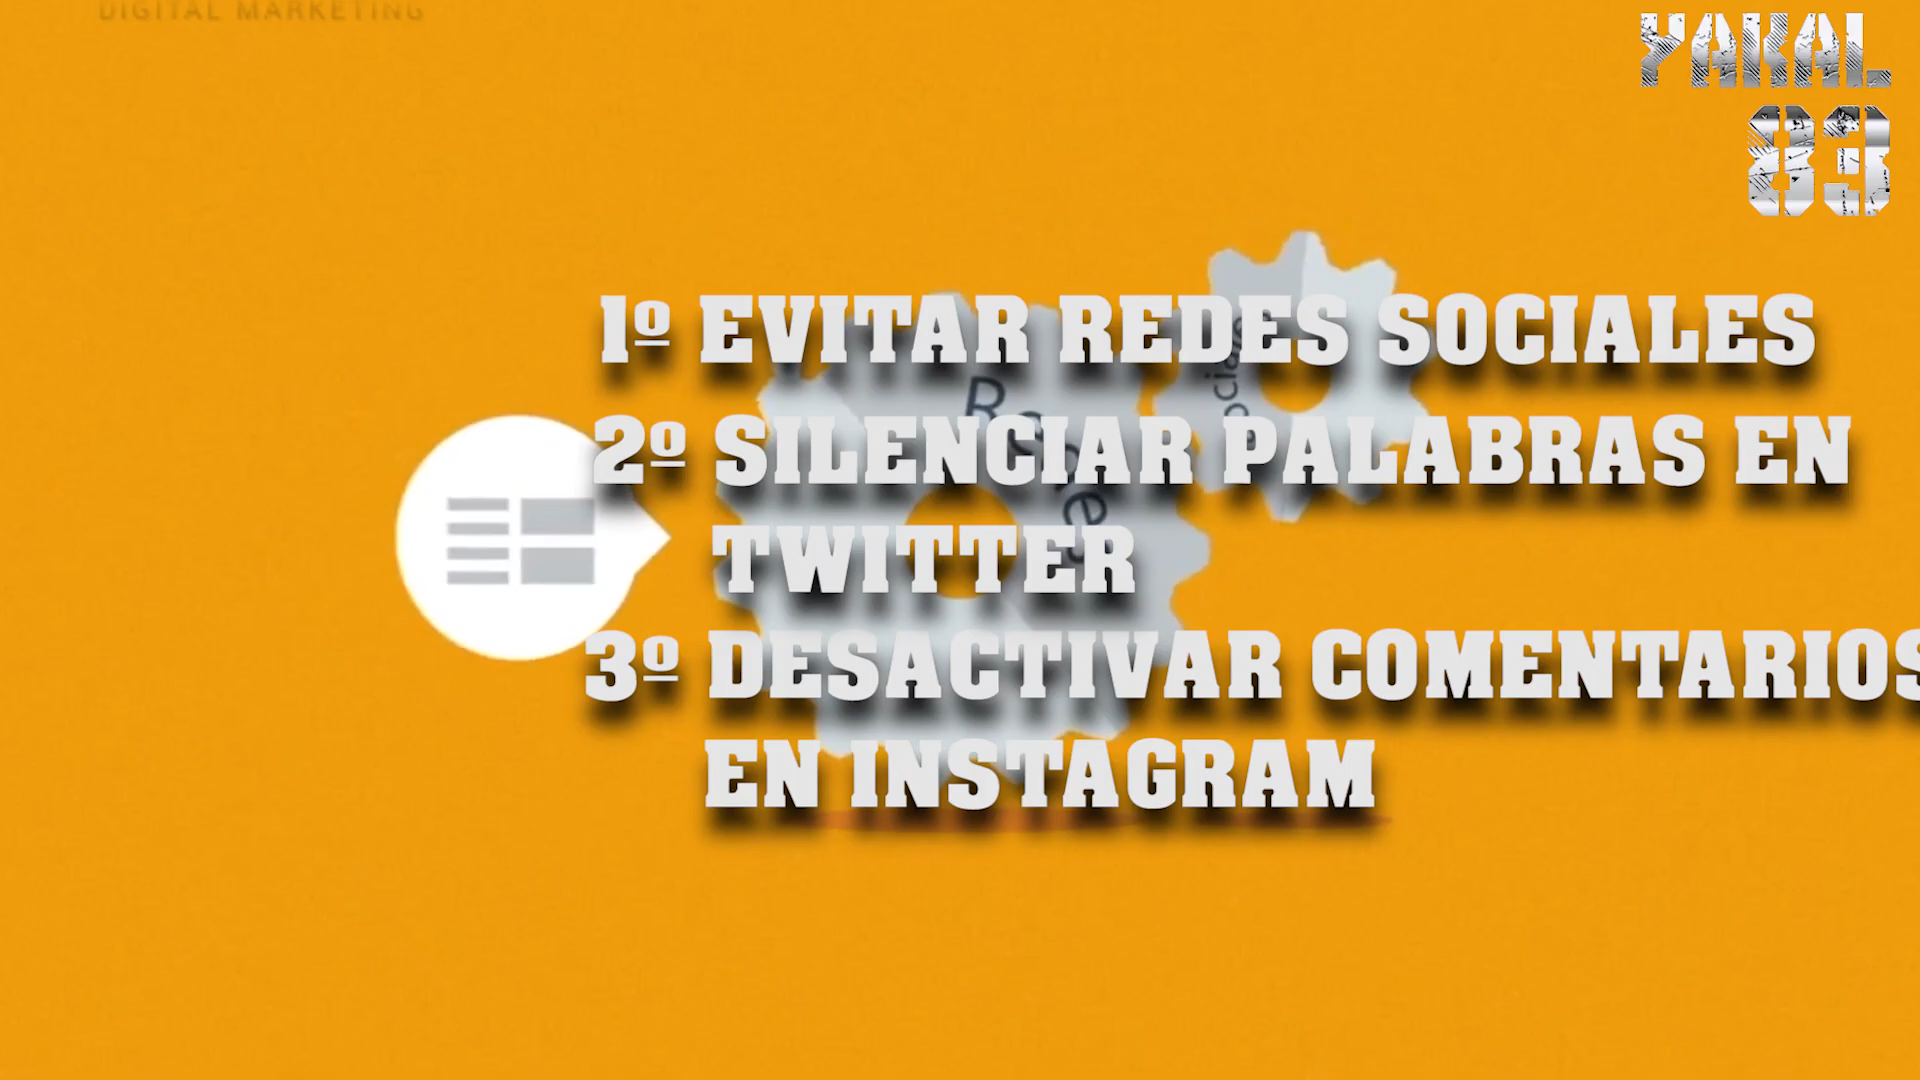 DIGITAL MARKETING
YAKAL
83
1º EVITAR REDES SOCIALES
2º SILENCIAR PALABRAS EN
TWITTER
3º DESACTIVAR COMENTARIOS
EN INSTAGRAM